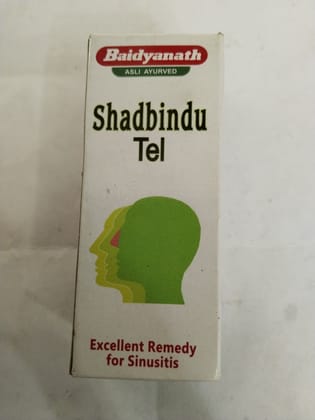 Baidyanath
ASLI AYURVED
Shadbindu
Tel
Excellent Remedy
for Sinusitis